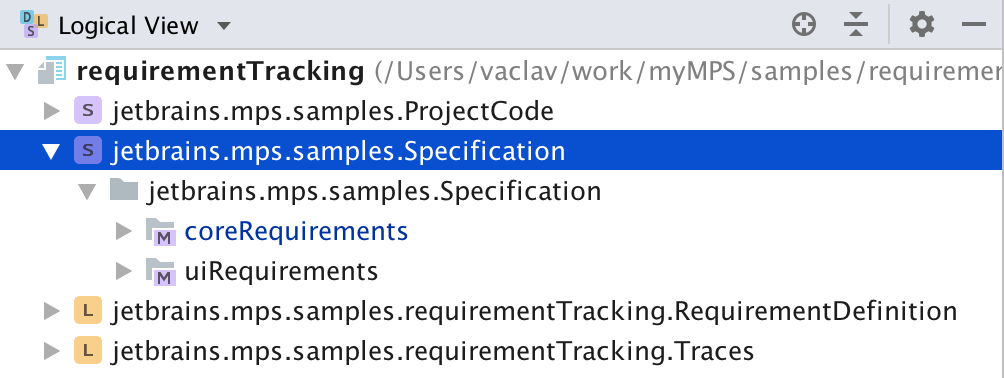 D L S Logical View
requirementTracking (/Users/vaclav/work/myMPS/samples/requiremen
S jetbrains.mps.samples.ProjectCode
S jetbrains.mps.samples.Specification
jetbrains.mps.samples.Specification
M coreRequirements
M uiRequirements
L jetbrains.mps.samples.requirementTracking.RequirementDefinition
L jetbrains.mps.samples.requirementTracking.Traces